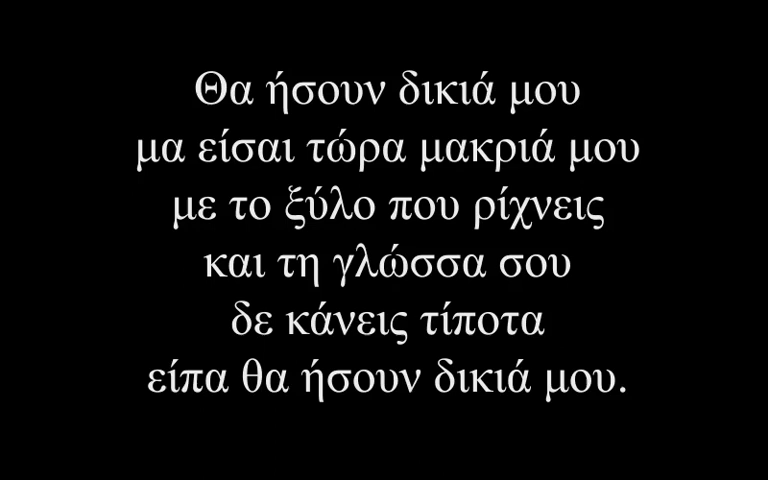 Θα ήσουν δικιά μου
μα είσαι τώρα μακριά μου
με το ξύλο που ρίχνεις
και τη γλώσσα σου
δε κάνεις τίποτα
είπα θα ήσουν δικιά μου.